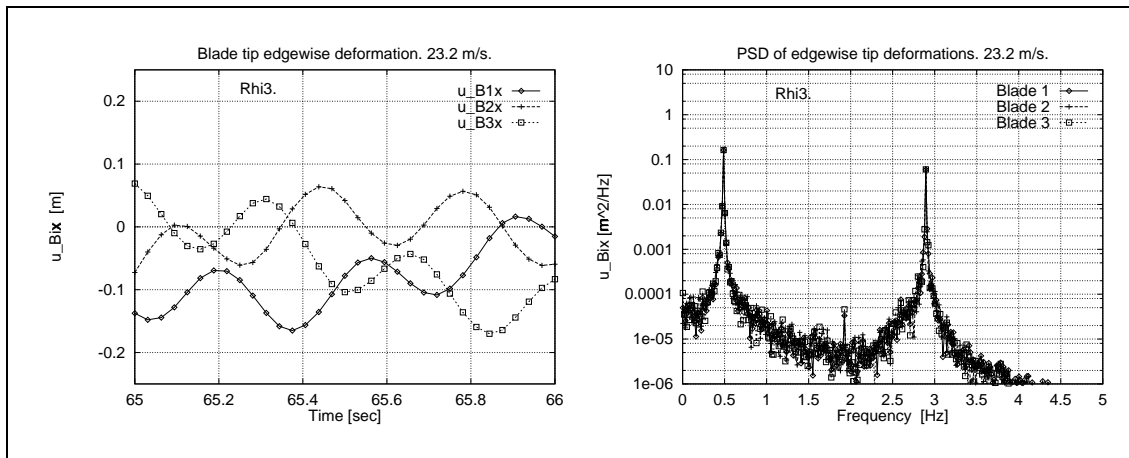 Blade tip edgewise deformation. 23.2 m/s.
Rhi3.
u_B1x
u_B2x
u_B3x
0.2
0.1
0
-0.1
-0.2
u_Bix [m]
65
65.2
65.4
65.6
65.8
66
Time [sec]
PSD of edgewise tip deformations. 23.2 m/s.
Rhi3.
Blade 1
Blade 2
Blade 3
10
1
0.1
0.01
0.001
0.0001
1e-05
1e-06
u_Bix [m^2/Hz]
0
0.5
1
1.5
2
2.5
3
3.5
4
4.5
5
Frequency [Hz]